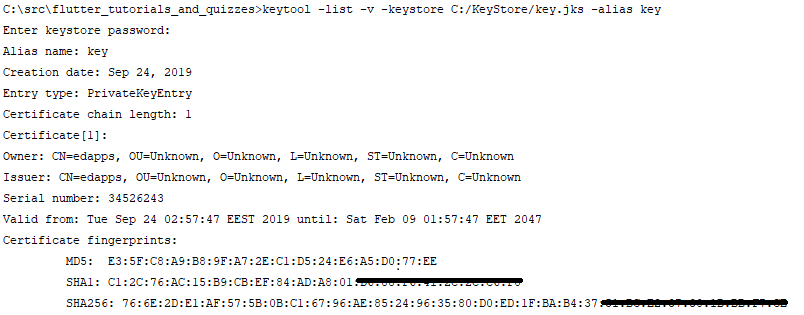 C:\src\flutter_tutorials_and_quizzes>keytool -list -v -keystore C:/KeyStore/key.jks -alias key
Enter keystore password:
Alias name: key
Creation date: Sep 24, 2019
Entry type: PrivateKeyEntry
Certificate chain length: 1
Certificate[1]:
Owner: CN=edapps, OU=Unknown, O=Unknown, L=Unknown, ST=Unknown, C=Unknown
Issuer: CN=edapps, OU=Unknown, O=Unknown, L=Unknown, ST=Unknown, C=Unknown
Serial number: 34526243
Valid from: Tue Sep 24 02:57:47 EEST 2019 until: Sat Feb 09 01:57:47 EET 2047
Certificate fingerprints:
MD5: E3:5F:C8:A9:B8:9F:A7:2E:C1:D5:24:E6:A5:D0:77:EE
SHA1: C1:2C:76:AC:15:B9:CB:EF:84:AD:A8:01:
SHA256: 76:6E:2D:E1:AF:57:5B:0B:C1:67:96:AE:85:24:96:35:80:D0:ED:1F:BA:B4:37: